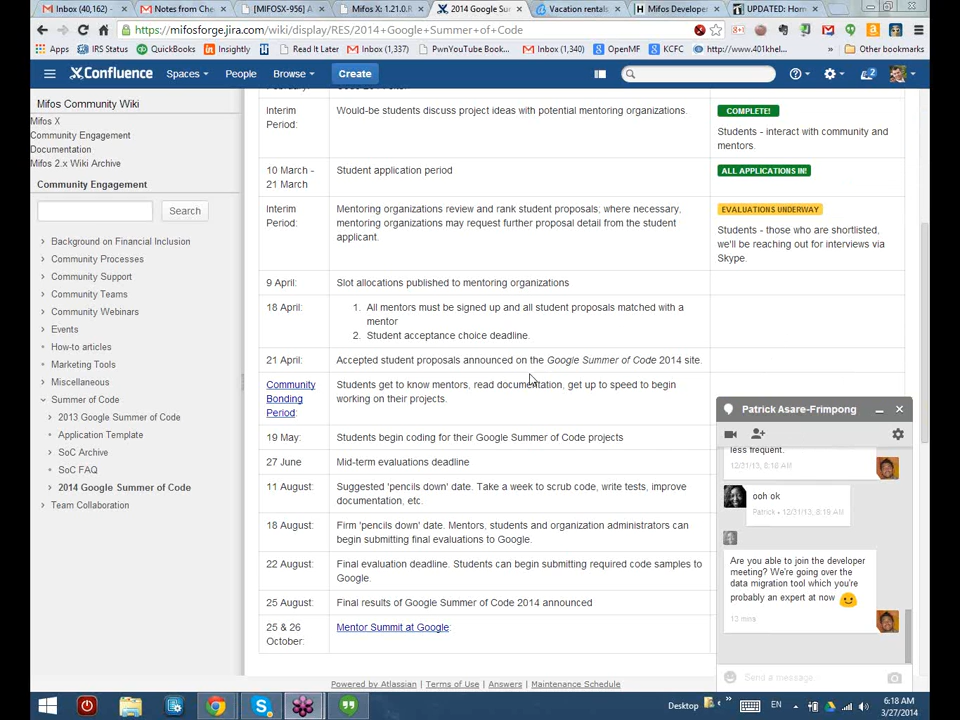 Inbox (40,162)
Notes from Che
[MIFOSX-956] A
Mifos X: 1.21.0.R
2014 Google Su
Vacation rentals
Mifos Developer
UPDATED: Hom
https://mifosforge.jira.com/wiki/display/RES/2014+Google+Summer+of+Code
Apps
IRS Status
QuickBooks
Insightly
Read It Later
Inbox (1,337)
PwnYouTube Book...
Inbox (1,340)
OpenMF
KCFC
http://www.401khel...
»
Other bookmarks
Confluence
Spaces
People
Browse
Create
Mifos Community Wiki
Mifos X
Community Engagement
Documentation
Mifos 2.x Wiki Archive
Community Engagement
Search
Background on Financial Inclusion
Community Processes
Community Support
Community Teams
Community Webinars
Events
How-to articles
Marketing Tools
Miscellaneous
Summer of Code
2013 Google Summer of Code
Application Template
SoC Archive
SoC FAQ
2014 Google Summer of Code
Team Collaboration
Interim
Period:
Would-be students discuss project ideas with potential mentoring organizations.
COMPLETE!
Students - interact with community and
mentors.
10 March -
21 March
Student application period
ALL APPLICATIONS IN!
Interim
Period:
Mentoring organizations review and rank student proposals; where necessary,
mentoring organizations may request further proposal detail from the student
applicant.
EVALUATIONS UNDERWAY
Students - those who are shortlisted,
we'll be reaching out for interviews via
Skype.
9 April:
Slot allocations published to mentoring organizations
18 April:
1. All mentors must be signed up and all student proposals matched with a
mentor
2. Student acceptance choice deadline.
21 April:
Accepted student proposals announced on the Google Summer of Code 2014 site.
Community
Bonding
Period:
Students get to know mentors, read documentation, get up to speed to begin
working on their projects.
19 May:
Students begin coding for their Google Summer of Code projects
27 June
Mid-term evaluations deadline
11 August:
Suggested 'pencils down' date. Take a week to scrub code, write tests, improve
documentation, etc.
18 August:
Firm 'pencils down' date. Mentors, students and organization administrators can
begin submitting final evaluations to Google.
22 August:
Final evaluation deadline. Students can begin submitting required code samples to
Google.
25 August:
Final results of Google Summer of Code 2014 announced
25 & 26
October:
Mentor Summit at Google:
Powered by Atlassian | Terms of Use | Answers | Maintenance Schedule
Patrick Asare-Frimpong
less frequent.
12/31/13, 8:18 AM
ooh ok
Patrick • 12/31/13, 8:19 AM
Are you able to join the developer
meeting? We're going over the
data migration tool which you're
probably an expert at now
12 mins
Send a message...
Desktop
»
EN
6:18 AM
3/27/2014